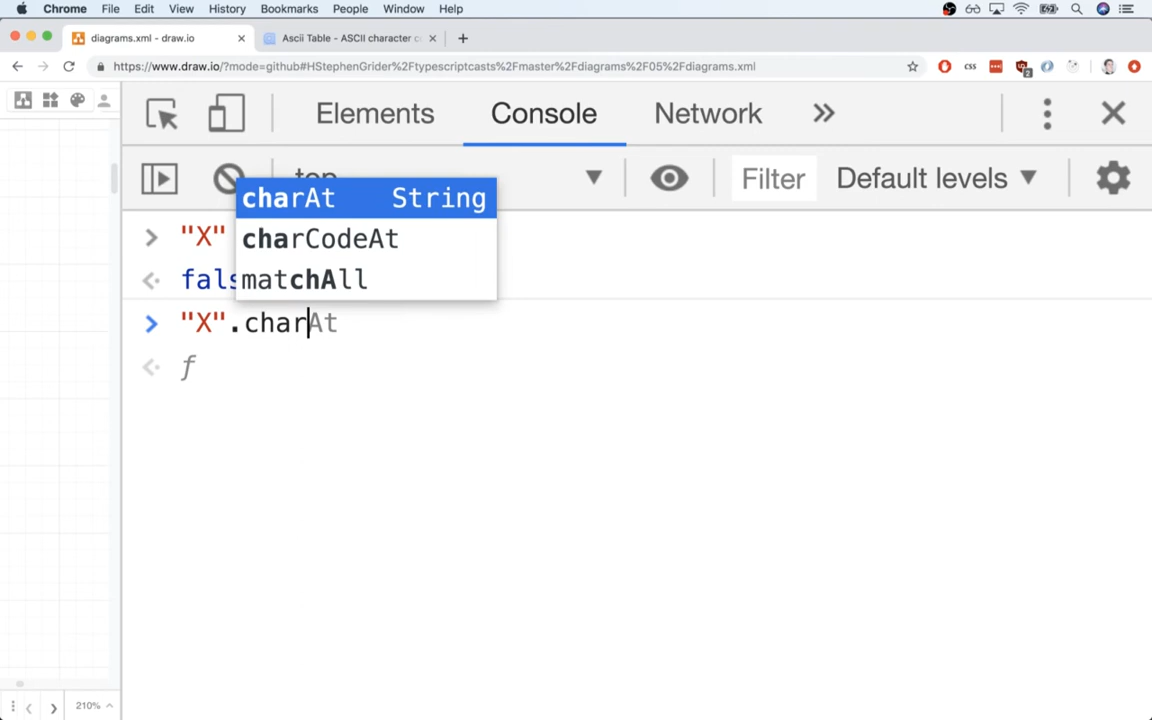 Chrome File Edit View History Bookmarks People Window Help
diagrams.xml - draw.io Ascii Table - ASCII character c
https://www.draw.io/?mode=github#HStephenGrider%2Ftypescriptcasts%2Fmaster%2Fdiagrams%2F05%2Fdiagrams.xml
Elements Console Network
top Filter Default levels
charAt String
charCodeAt
matchAll
"X"
fals
"X".charAt
f
210%